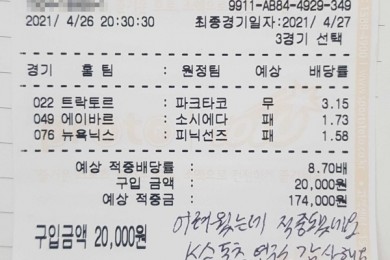 9911-AB84-4929-349
2021/ 4/26 20:30:30 최종경기일자:2021/ 4/27
3경기 선택
경기 홈 팀 : 원정팀 예상 배당률
022 트락토르 : 파크타코 무 3.15
049 에이바르 : 소시에다 패 1.73
076 뉴욕닉스 : 피닉선즈 패 1.58
예상 적중배당률 : 8.70배
구입 금액 : 20,000원
예상 적중금 : 174,000원
구입금액 20,000원
어려웠는데 적중됐네요